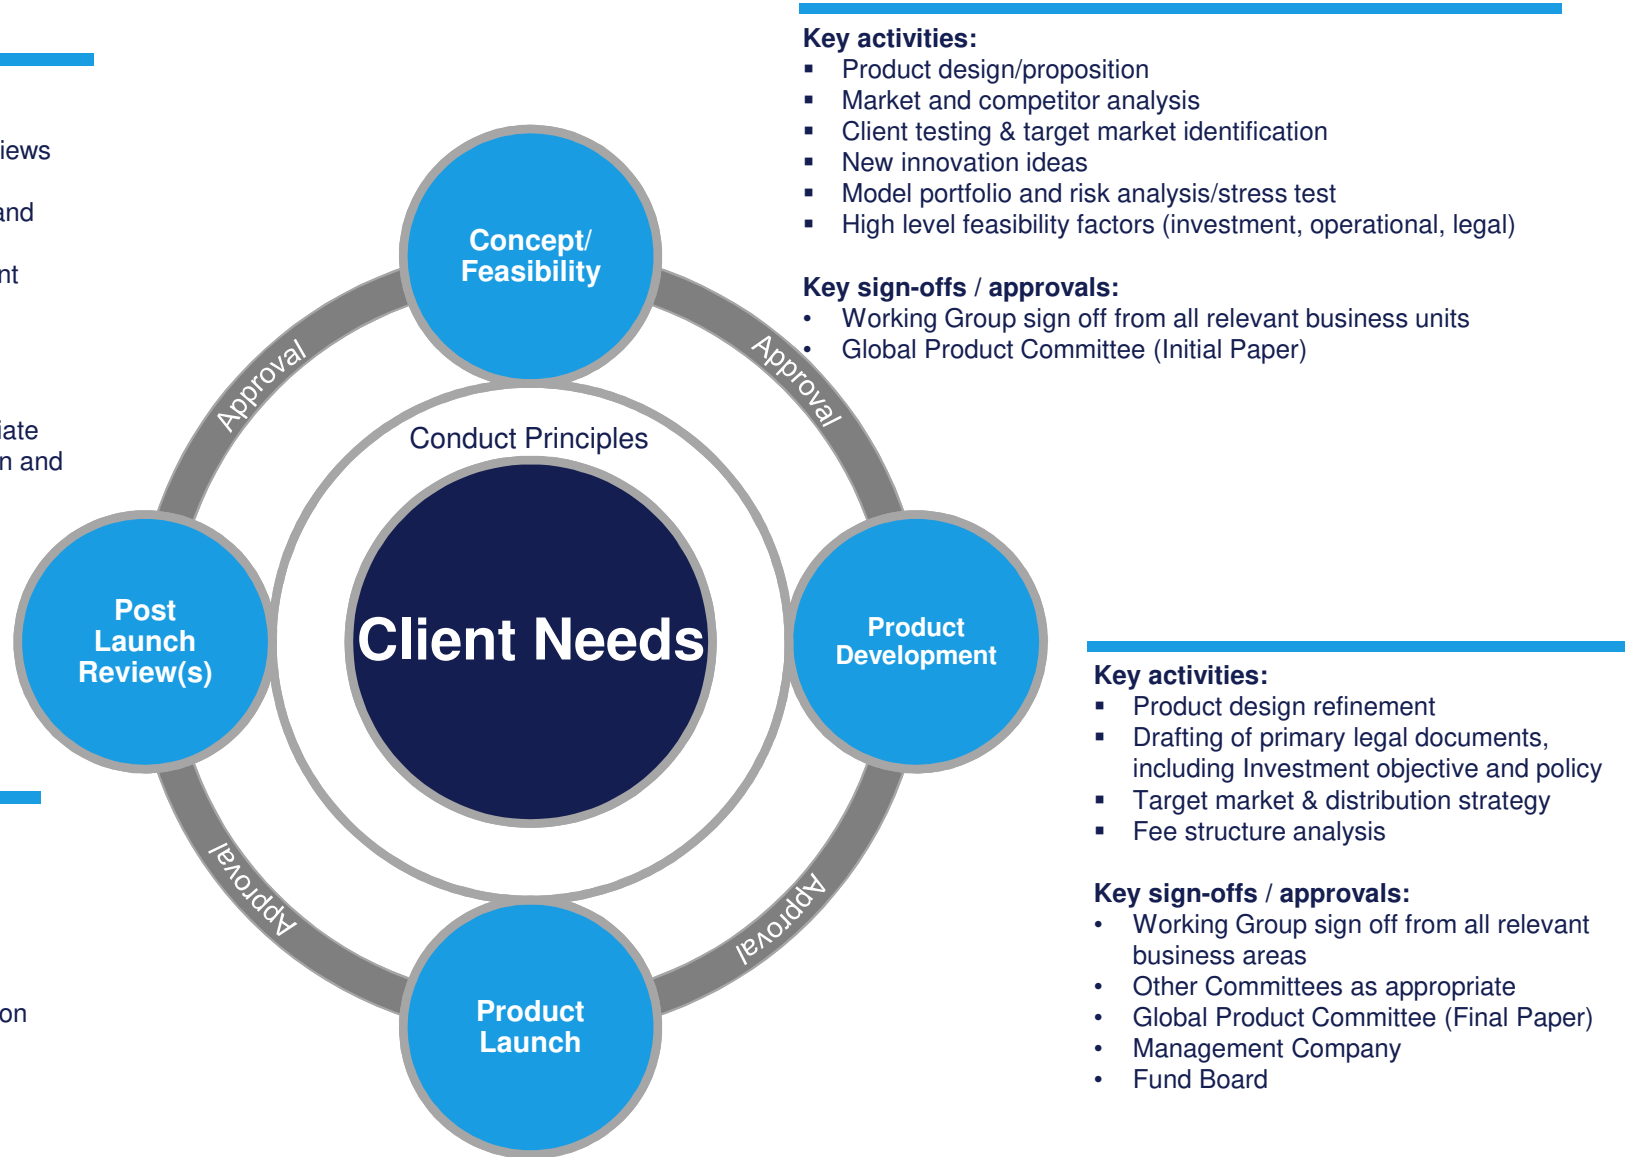 Key activities:
▪ Product design/proposition
▪ Market and competitor analysis
▪ Client testing & target market identification
▪ New innovation ideas
▪ Model portfolio and risk analysis/stress test
▪ High level feasibility factors (investment, operational, legal)
Key sign-offs / approvals:
• Working Group sign off from all relevant business units
• Global Product Committee (Initial Paper)
iews
and
nt
iate
n and
Concept/
Feasibility
Approval
Approval
Conduct Principles
Client Needs
Post
Launch
Review(s)
Product
Development
Approval
Approval
Product
Launch
on
Key activities:
▪ Product design refinement
▪ Drafting of primary legal documents,
including Investment objective and policy
▪ Target market & distribution strategy
▪ Fee structure analysis
Key sign-offs / approvals:
• Working Group sign off from all relevant
business areas
• Other Committees as appropriate
• Global Product Committee (Final Paper)
• Management Company
• Fund Board